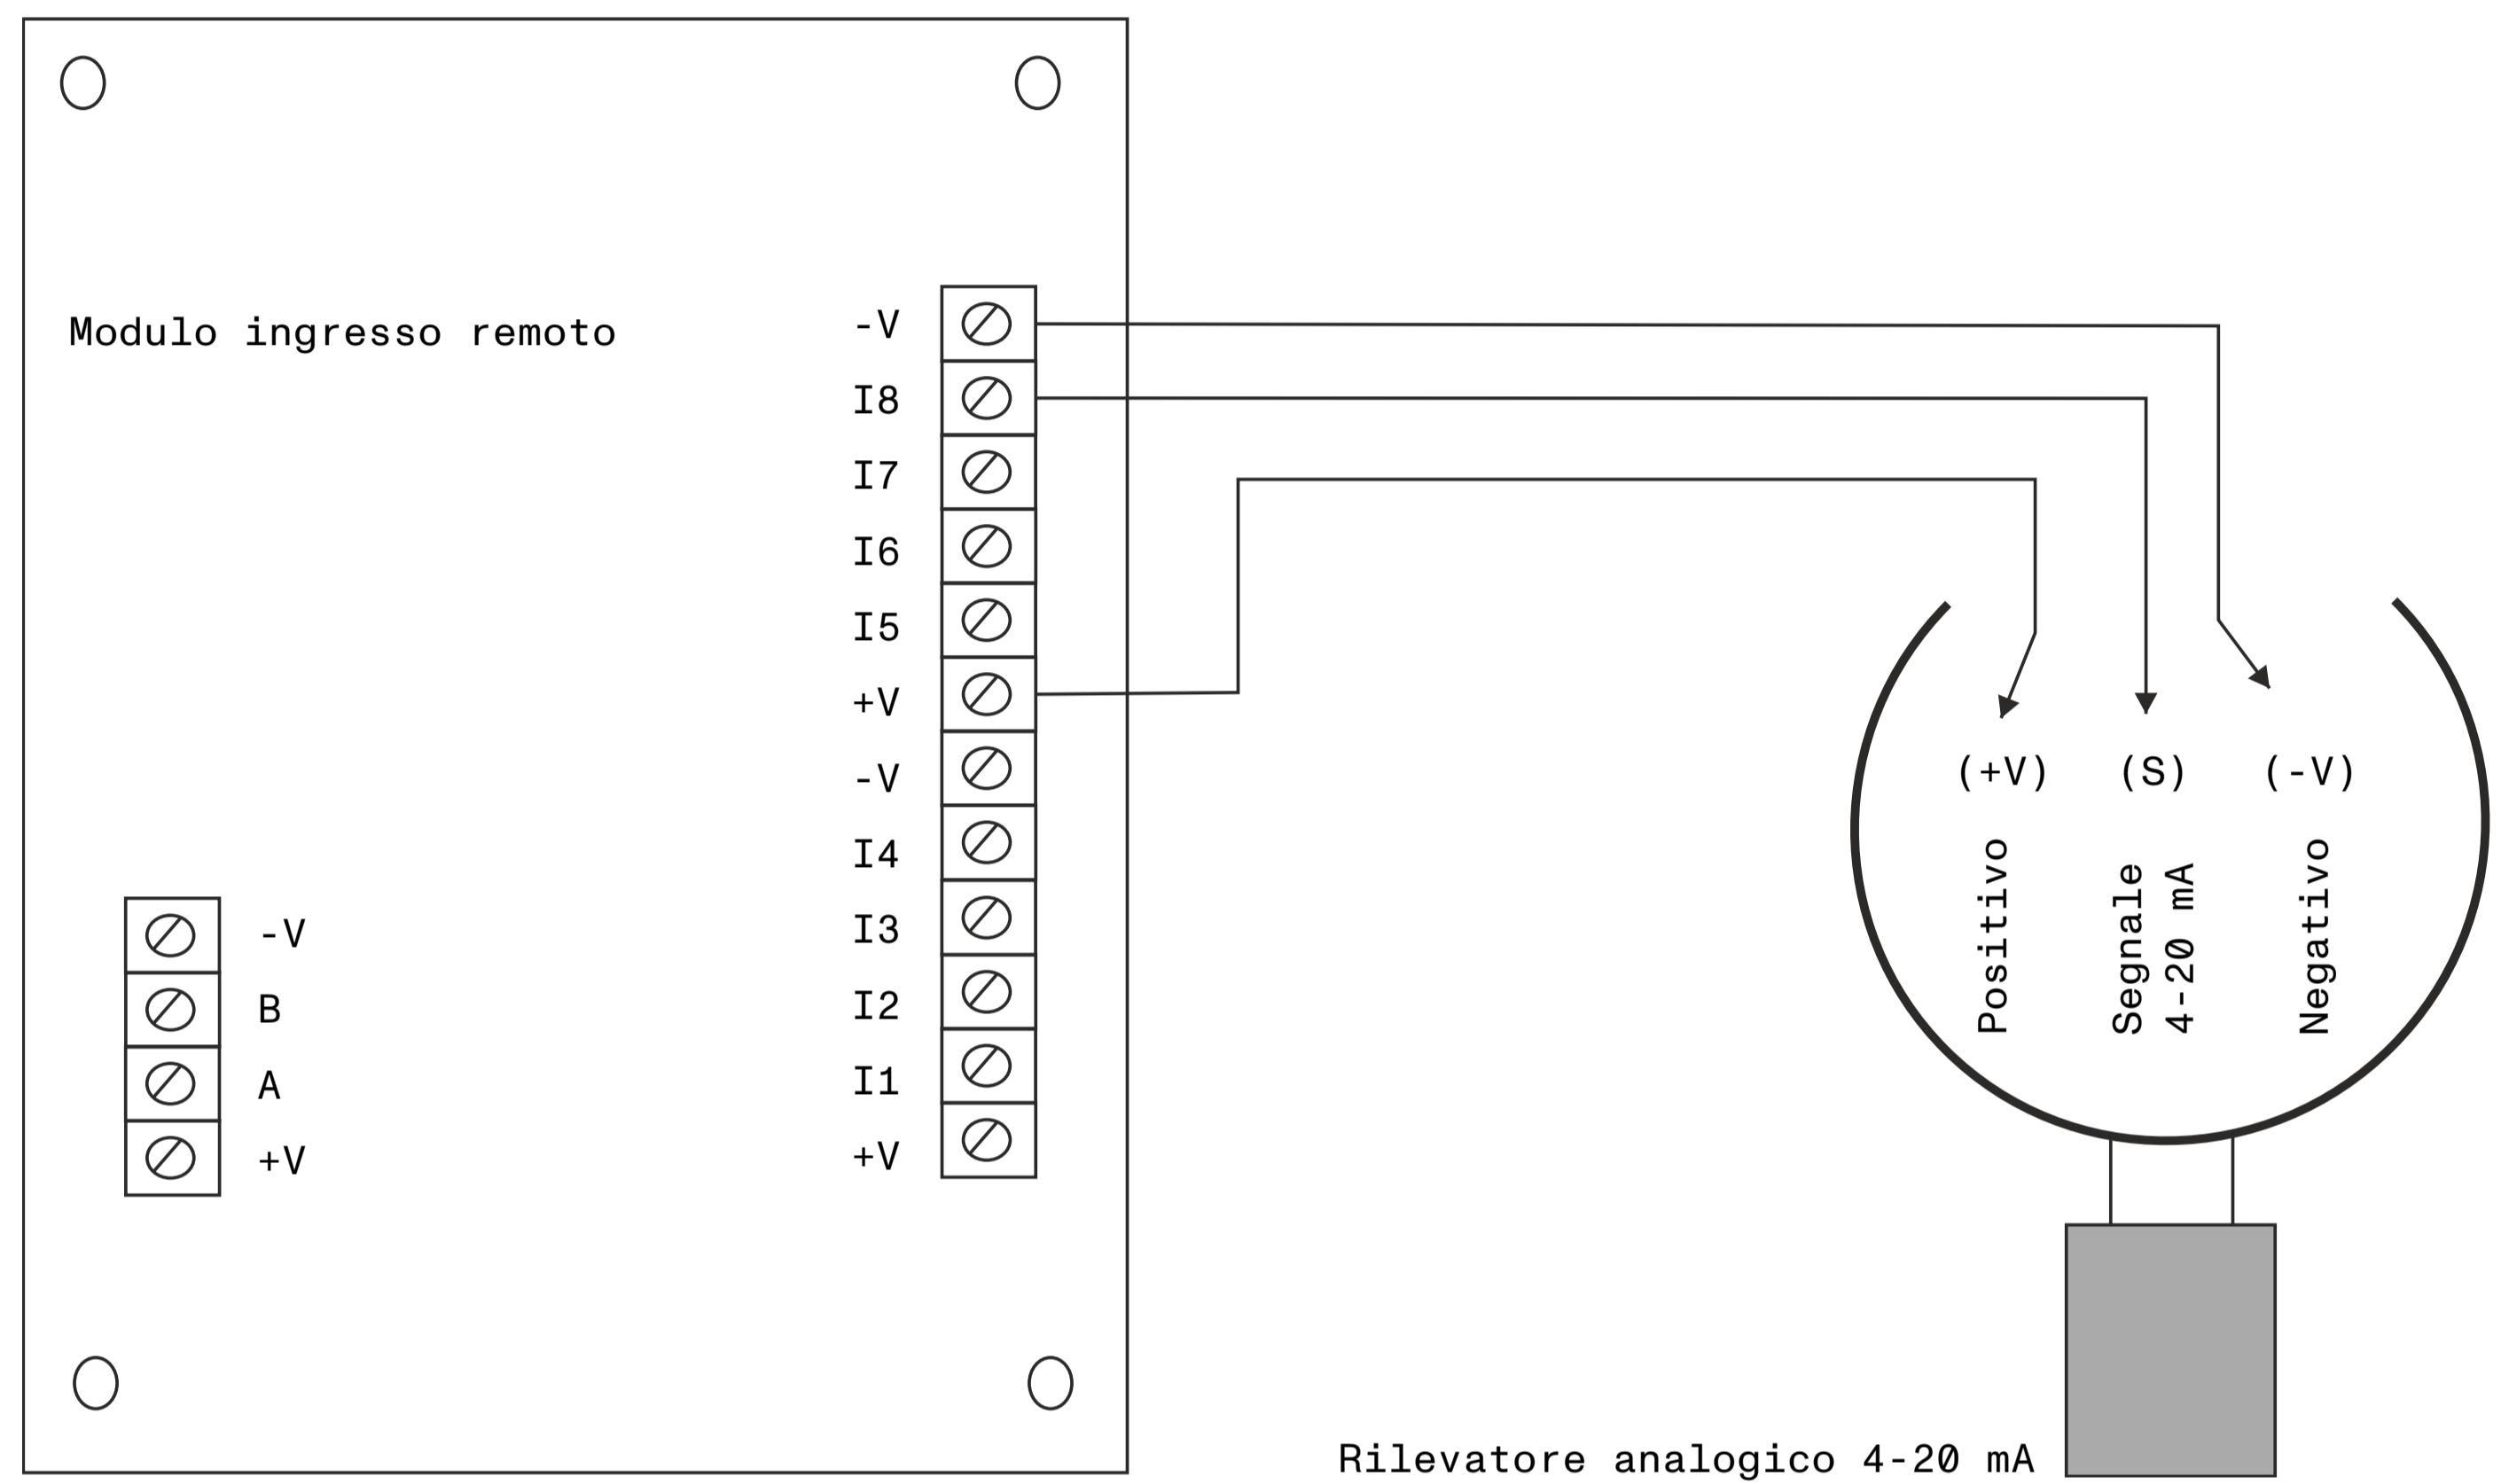 Modulo ingresso remoto
-V
I8
I7
I6
I5
+V
-V
I4
I3
I2
I1
+V
-V
B
A
+V
(+V) (S) (-V)
Positivo
Segnale
4-20 mA
Negativo
Rilevatore analogico 4-20 mA